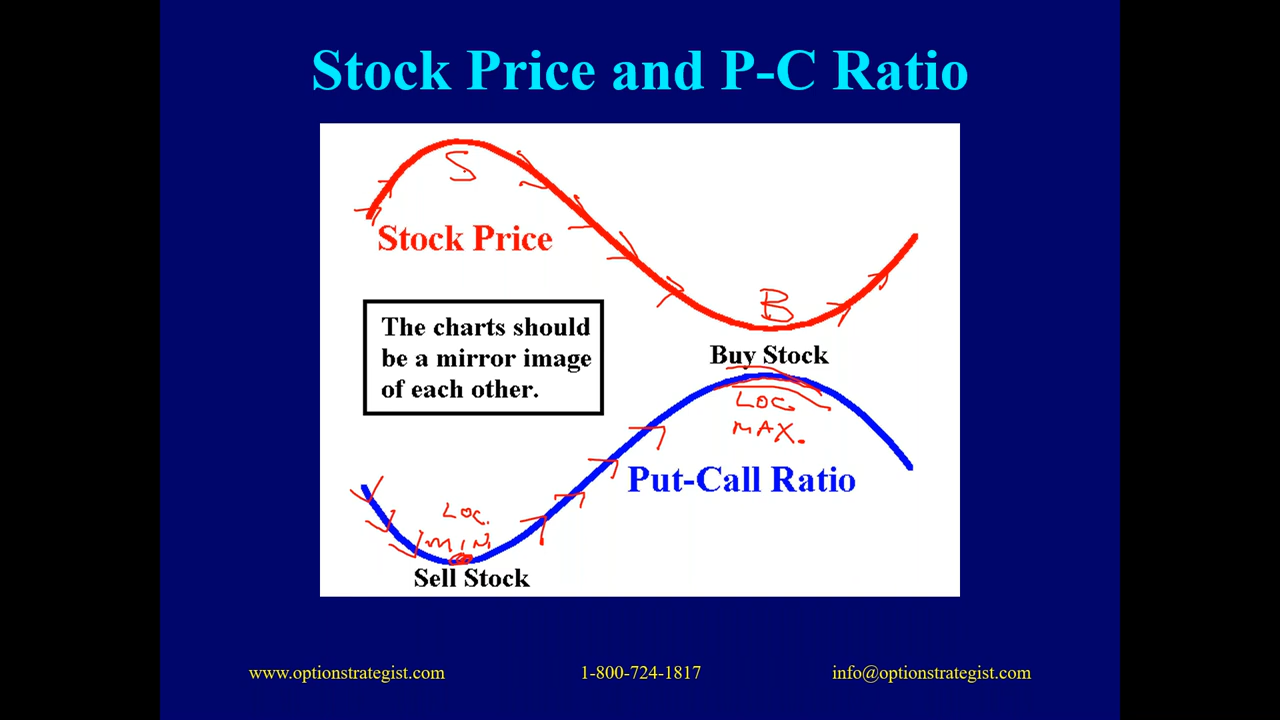 Stock Price and P-C Ratio
S
Stock Price
B
The charts should
be a mirror image
of each other.
Buy Stock
LOC.
MAX.
Put-Call Ratio
LOC.
MIN.
Sell Stock
www.optionstrategist.com
1-800-724-1817
info@optionstrategist.com